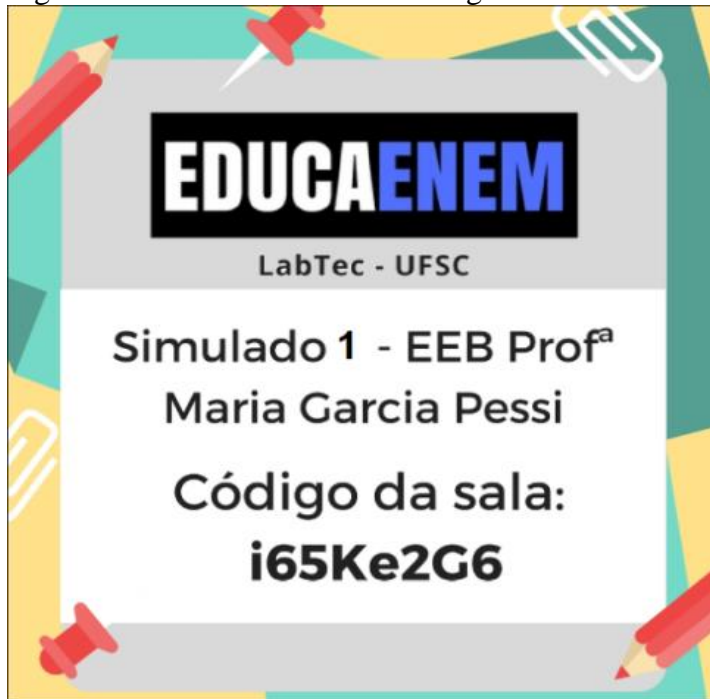 EDUCAENEM
LabTec - UFSC
Simulado 1 - EEB Profª
Maria Garcia Pessi
Código da sala:
i65Ke2G6